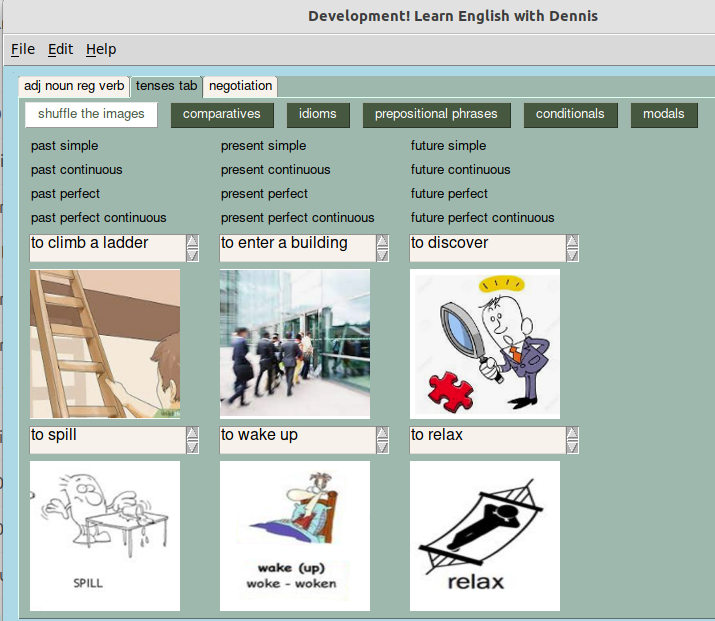 Development! Learn English with Dennis
File Edit Help
adj noun reg verb tenses tab negotiation
shuffle the images comparatives idioms prepositional phrases conditionals modals
past simple present simple future simple
past continuous present continuous future continuous
past perfect present perfect future perfect
past perfect continuous present perfect continuous future perfect continuous
to climb a ladder to enter a building to discover
to spill to wake up to relax
SPILL
wake (up)
woke - woken
relax